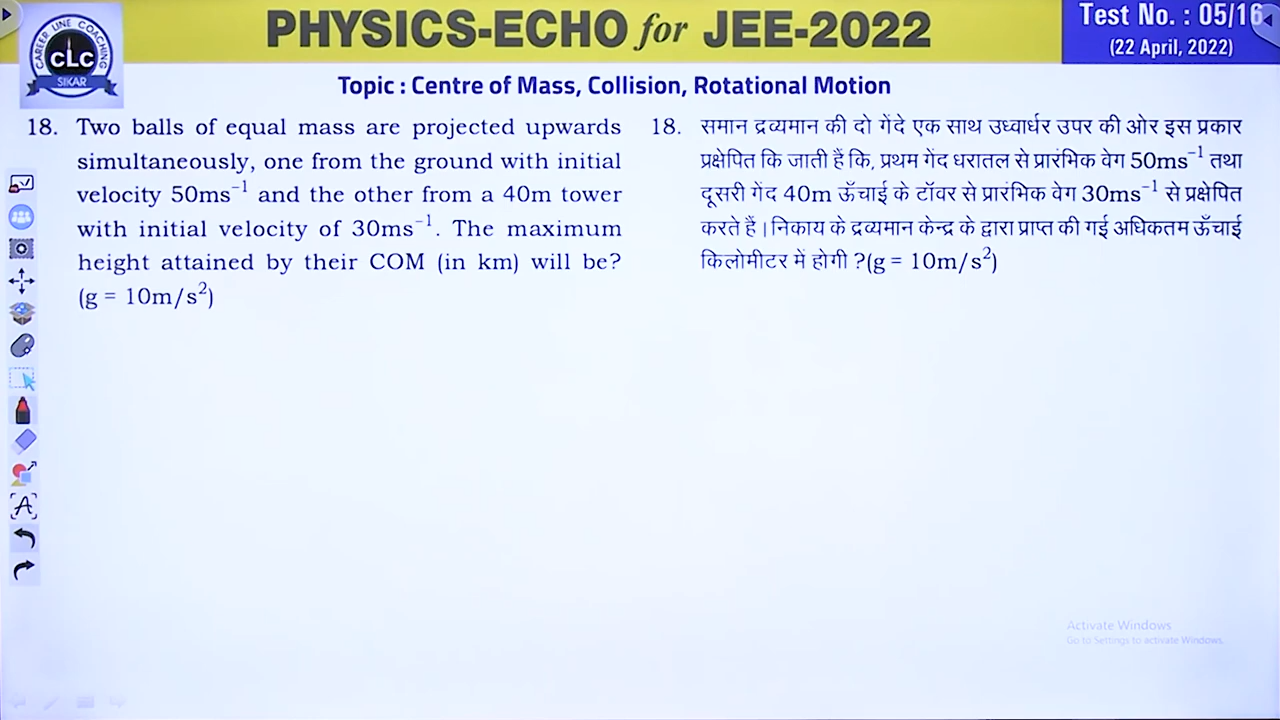 PHYSICS-ECHO for JEE-2022
Test No. : 05/16
(22 April, 2022)
CAREER LINE COACHING
CLC
SIKAR
Topic : Centre of Mass, Collision, Rotational Motion
18. Two balls of equal mass are projected upwards
simultaneously, one from the ground with initial
velocity 50ms⁻¹ and the other from a 40m tower
with initial velocity of 30ms⁻¹. The maximum
height attained by their COM (in km) will be?
(g = 10m/s²)
18. समान द्रव्यमान की दो गेंदे एक साथ उर्ध्वाधर उपर की ओर इस प्रकार
प्रक्षेपित कि जाती हैं कि, प्रथम गेंद धरातल से प्रारंभिक वेग 50ms⁻¹ तथा
दूसरी गेंद 40m ऊँचाई के टॉवर से प्रारंभिक वेग 30ms⁻¹ से प्रक्षेपित
करते हैं। निकाय के द्रव्यमान केन्द्र के द्वारा प्राप्त की गई अधिकतम ऊँचाई
किलोमीटर में होगी ?(g = 10m/s²)
A
Activate Windows
Go to Settings to activate Windows.